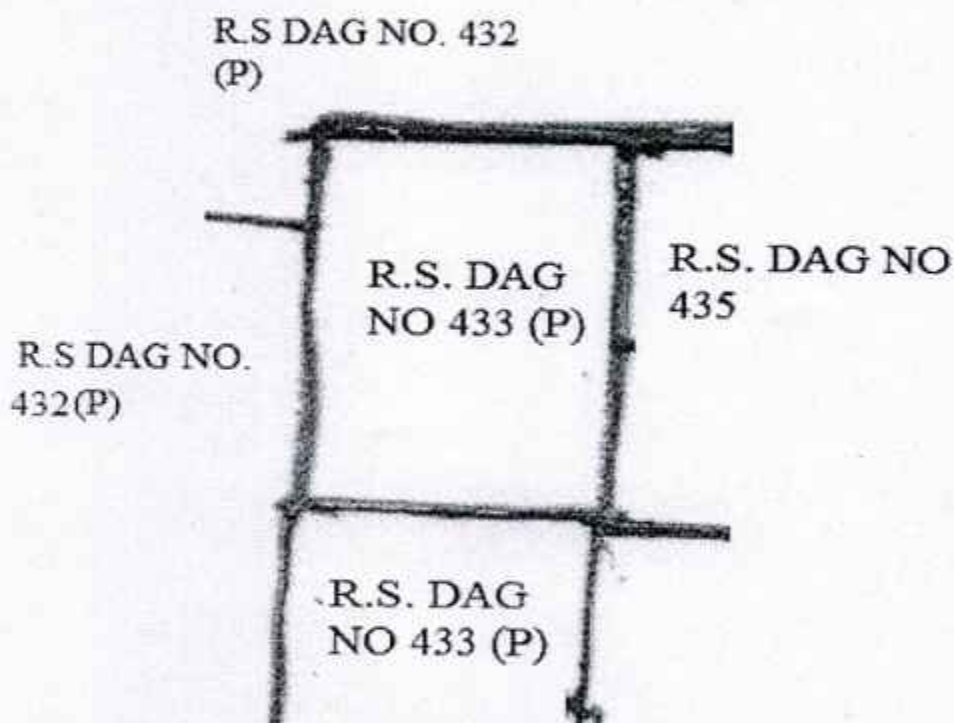 R.S DAG NO. 432
(P)
R.S. DAG
NO 433 (P)
R.S. DAG NO
435
R.S DAG NO.
432(P)
R.S. DAG
NO 433 (P)